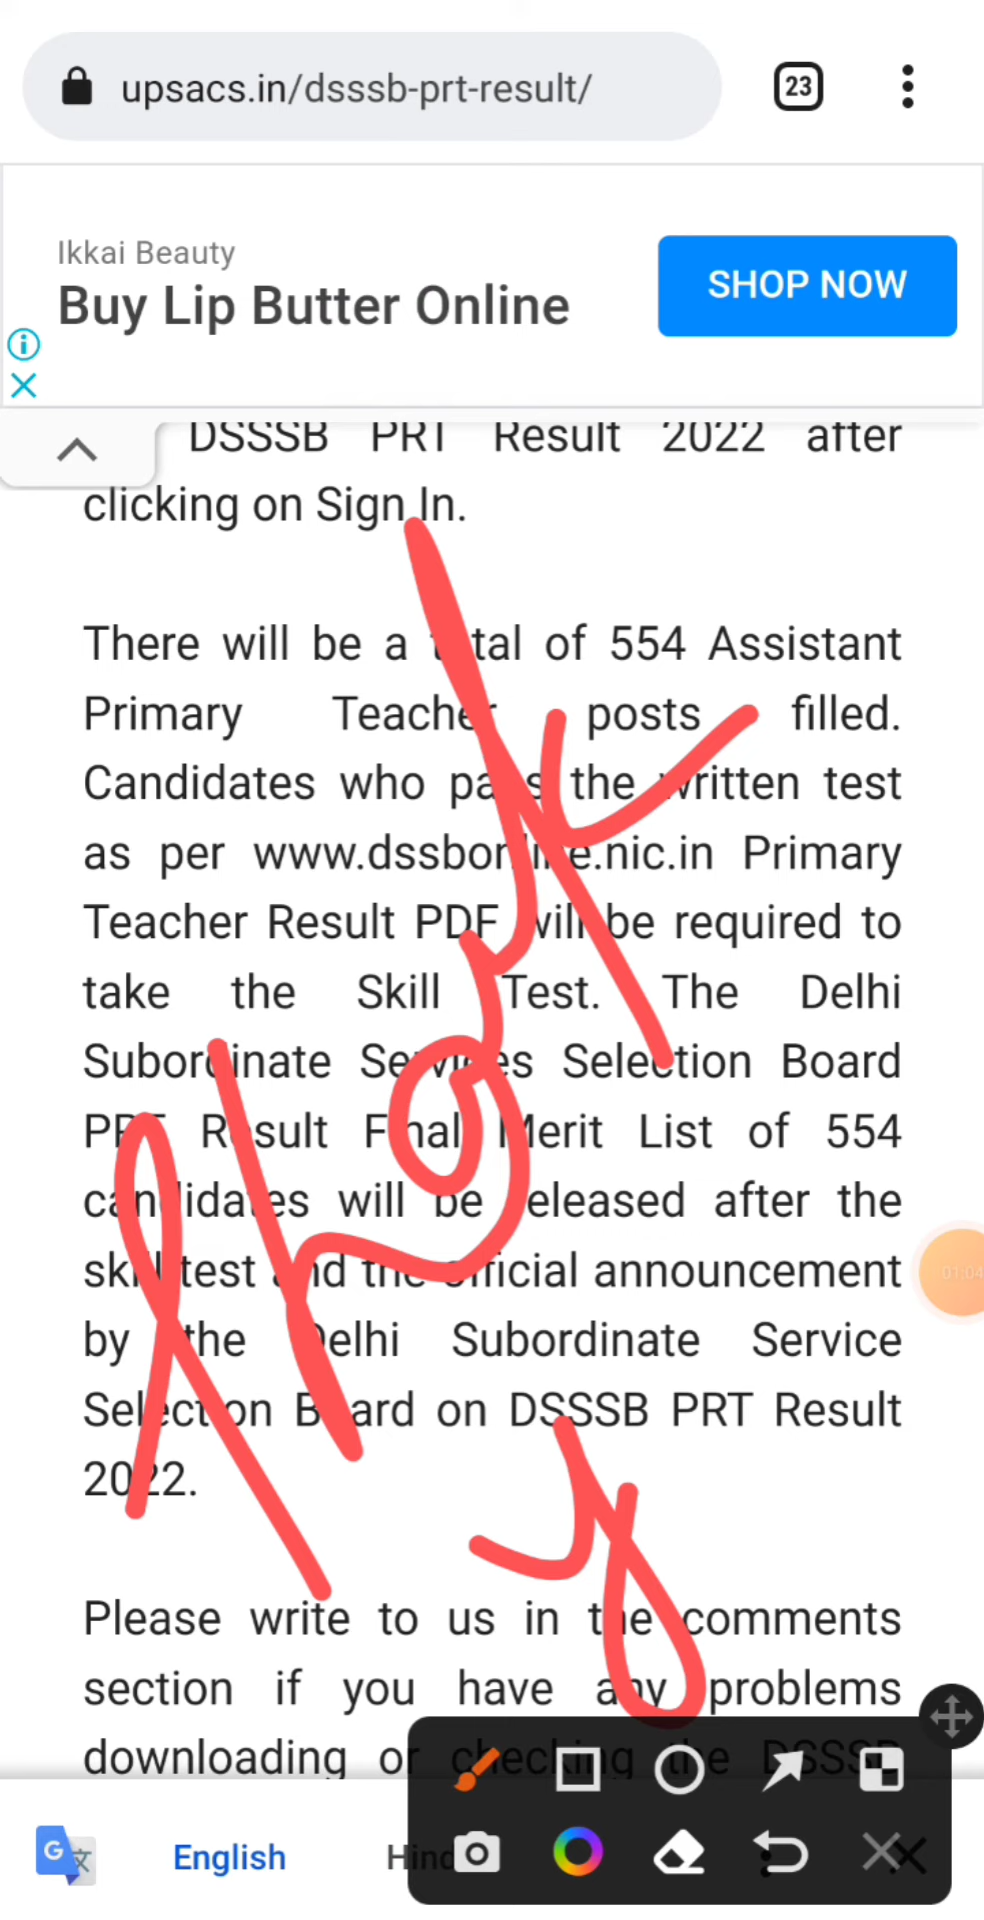 upsacs.in/dsssb-prt-result/
23
Ikkai Beauty
Buy Lip Butter Online
SHOP NOW
DSSSB PRT Result 2022 after
clicking on Sign In.
There will be a total of 554 Assistant
Primary Teacher posts filled.
Candidates who pass the written test
as per www.dssbonline.nic.in Primary
Teacher Result PDF will be required to
take the Skill Test. The Delhi
Subordinate Services Selection Board
PRT Result Final Merit List of 554
candidates will be released after the
skill test and the official announcement
by the Delhi Subordinate Service
Selection Board on DSSSB PRT Result
2022.
Please write to us in the comments
section if you have any problems
downloading or checking the DSSSB
English
01:04